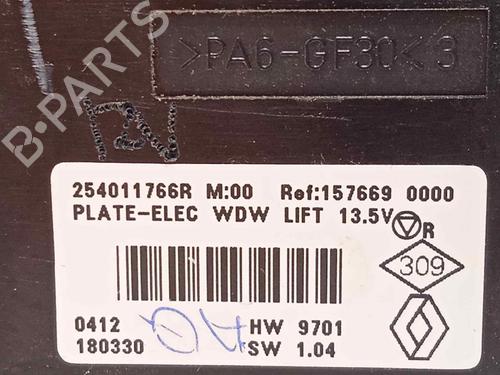 >PA6-GF30< 3
B-PARTS
254011766R M:00 Ref:157669 0000
PLATE-ELEC WDW LIFT 13.5V
R
309
0412 HW 9701
180330 SW 1.04